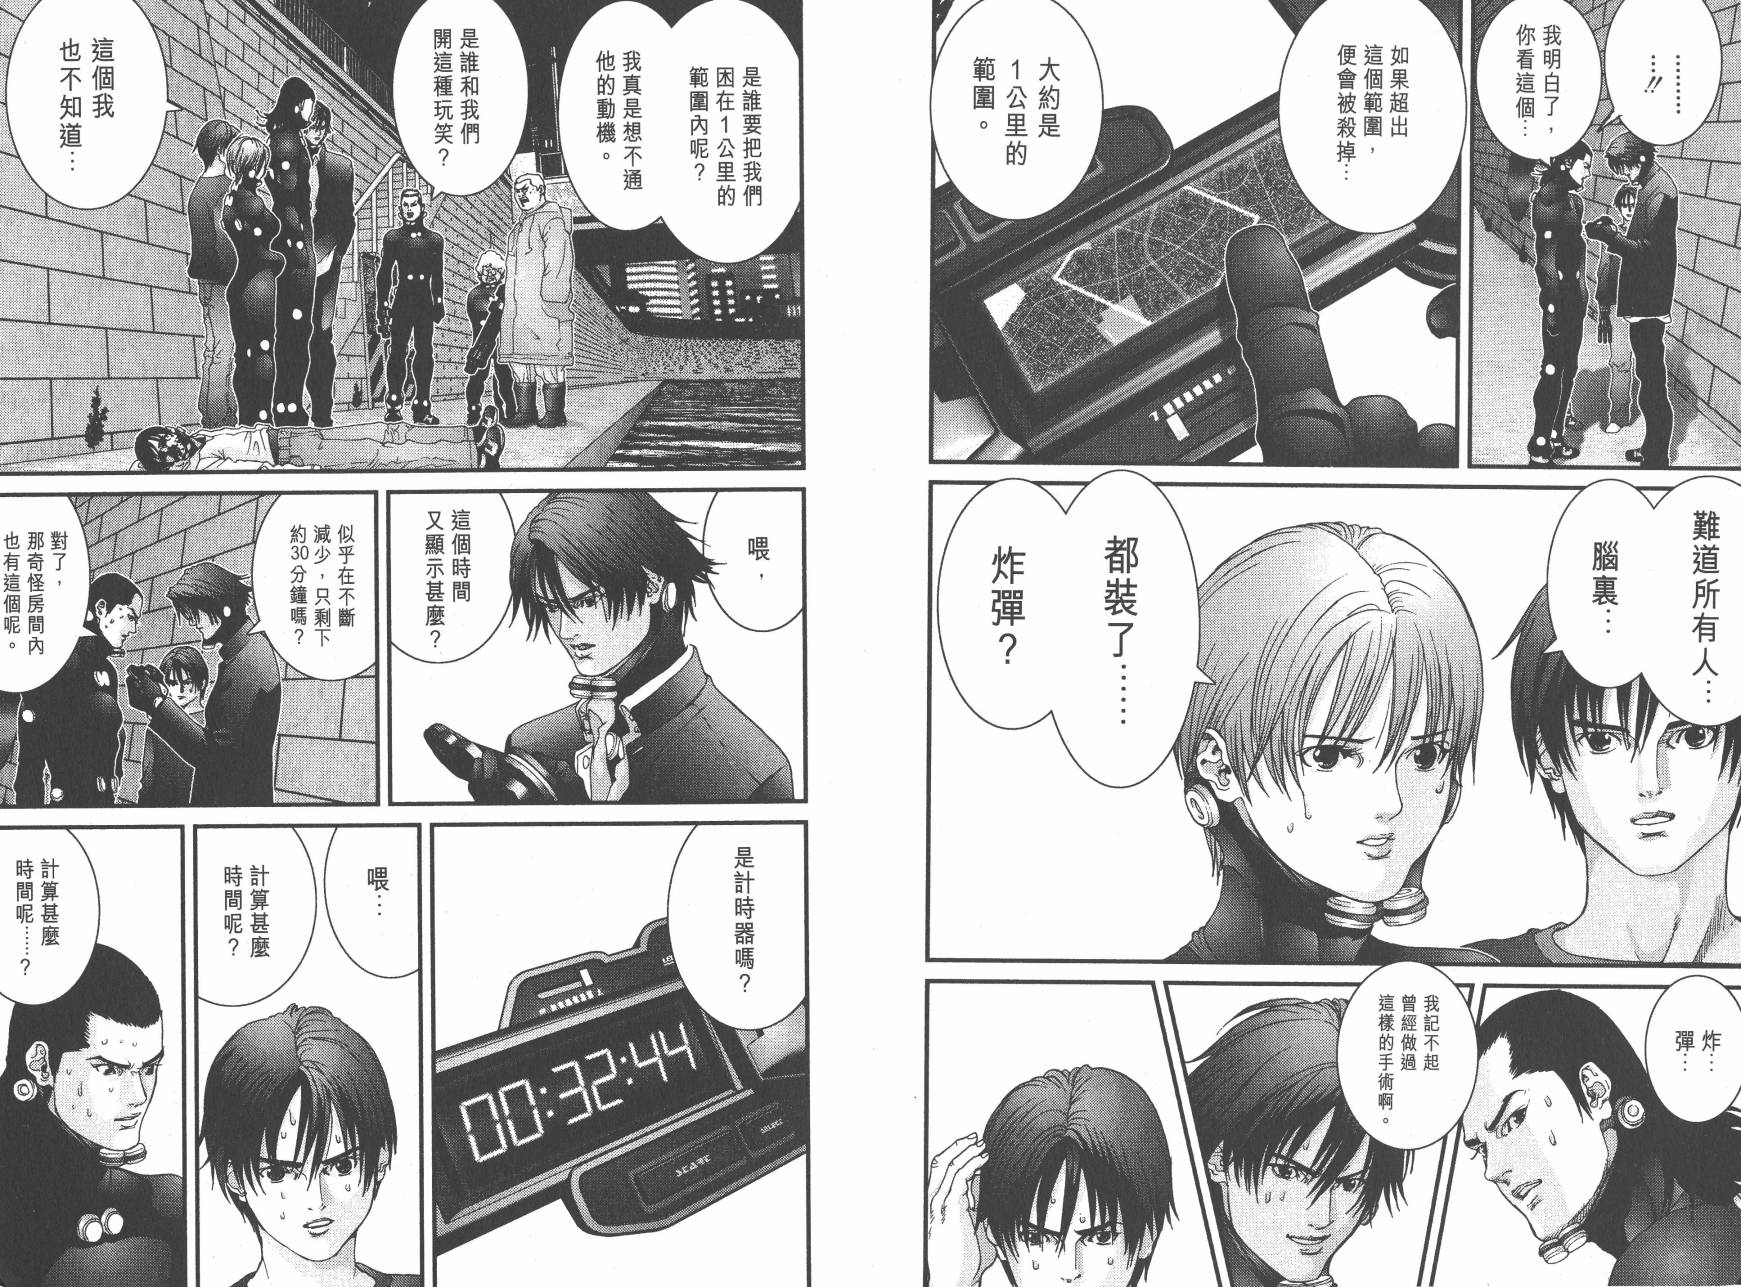 ………
…!!
我明白了，
你看這個…
如果超出
這個範圍，
便會被殺掉…
大約是
1公里的
範圍。
難道所有人…
腦裏…
都裝了……
炸彈？
炸…
彈…
我記不起
曾經做過
這樣的手術啊。
是誰要把我們
困在1公里的
範圍內呢？
我真是想不通
他的動機。
是誰和我們
開這種玩笑？
這個我
也不知道…
喂，
這個時間
又顯示甚麼？
似乎在不斷
減少，只剩下
約30分鐘嗎？
對了，
那奇怪房間內
也有這個呢。
是計時器嗎？
00:32:44
SELECT
START
喂…
計算甚麼
時間呢？
計算甚麼
時間呢……？